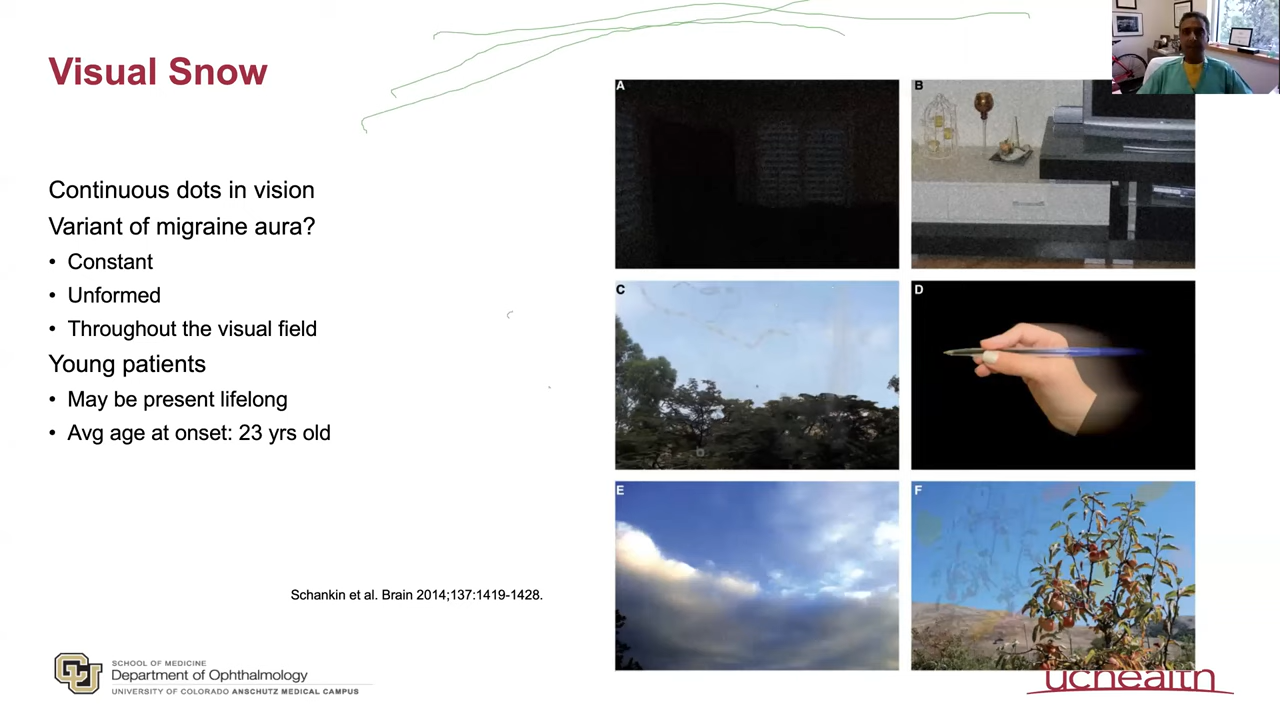 Visual Snow
Continuous dots in vision
Variant of migraine aura?
• Constant
• Unformed
• Throughout the visual field
Young patients
• May be present lifelong
• Avg age at onset: 23 yrs old
Schankin et al. Brain 2014;137:1419-1428.
A
B
C
D
E
F
SCHOOL OF MEDICINE
Department of Ophthalmology
UNIVERSITY OF COLORADO ANSCHUTZ MEDICAL CAMPUS
uchealth